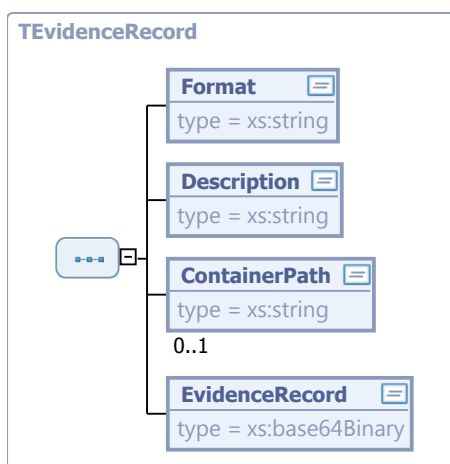 TEvidenceRecord
Format
type = xs:string
Description
type = xs:string
ContainerPath
type = xs:string
0..1
EvidenceRecord
type = xs:base64Binary